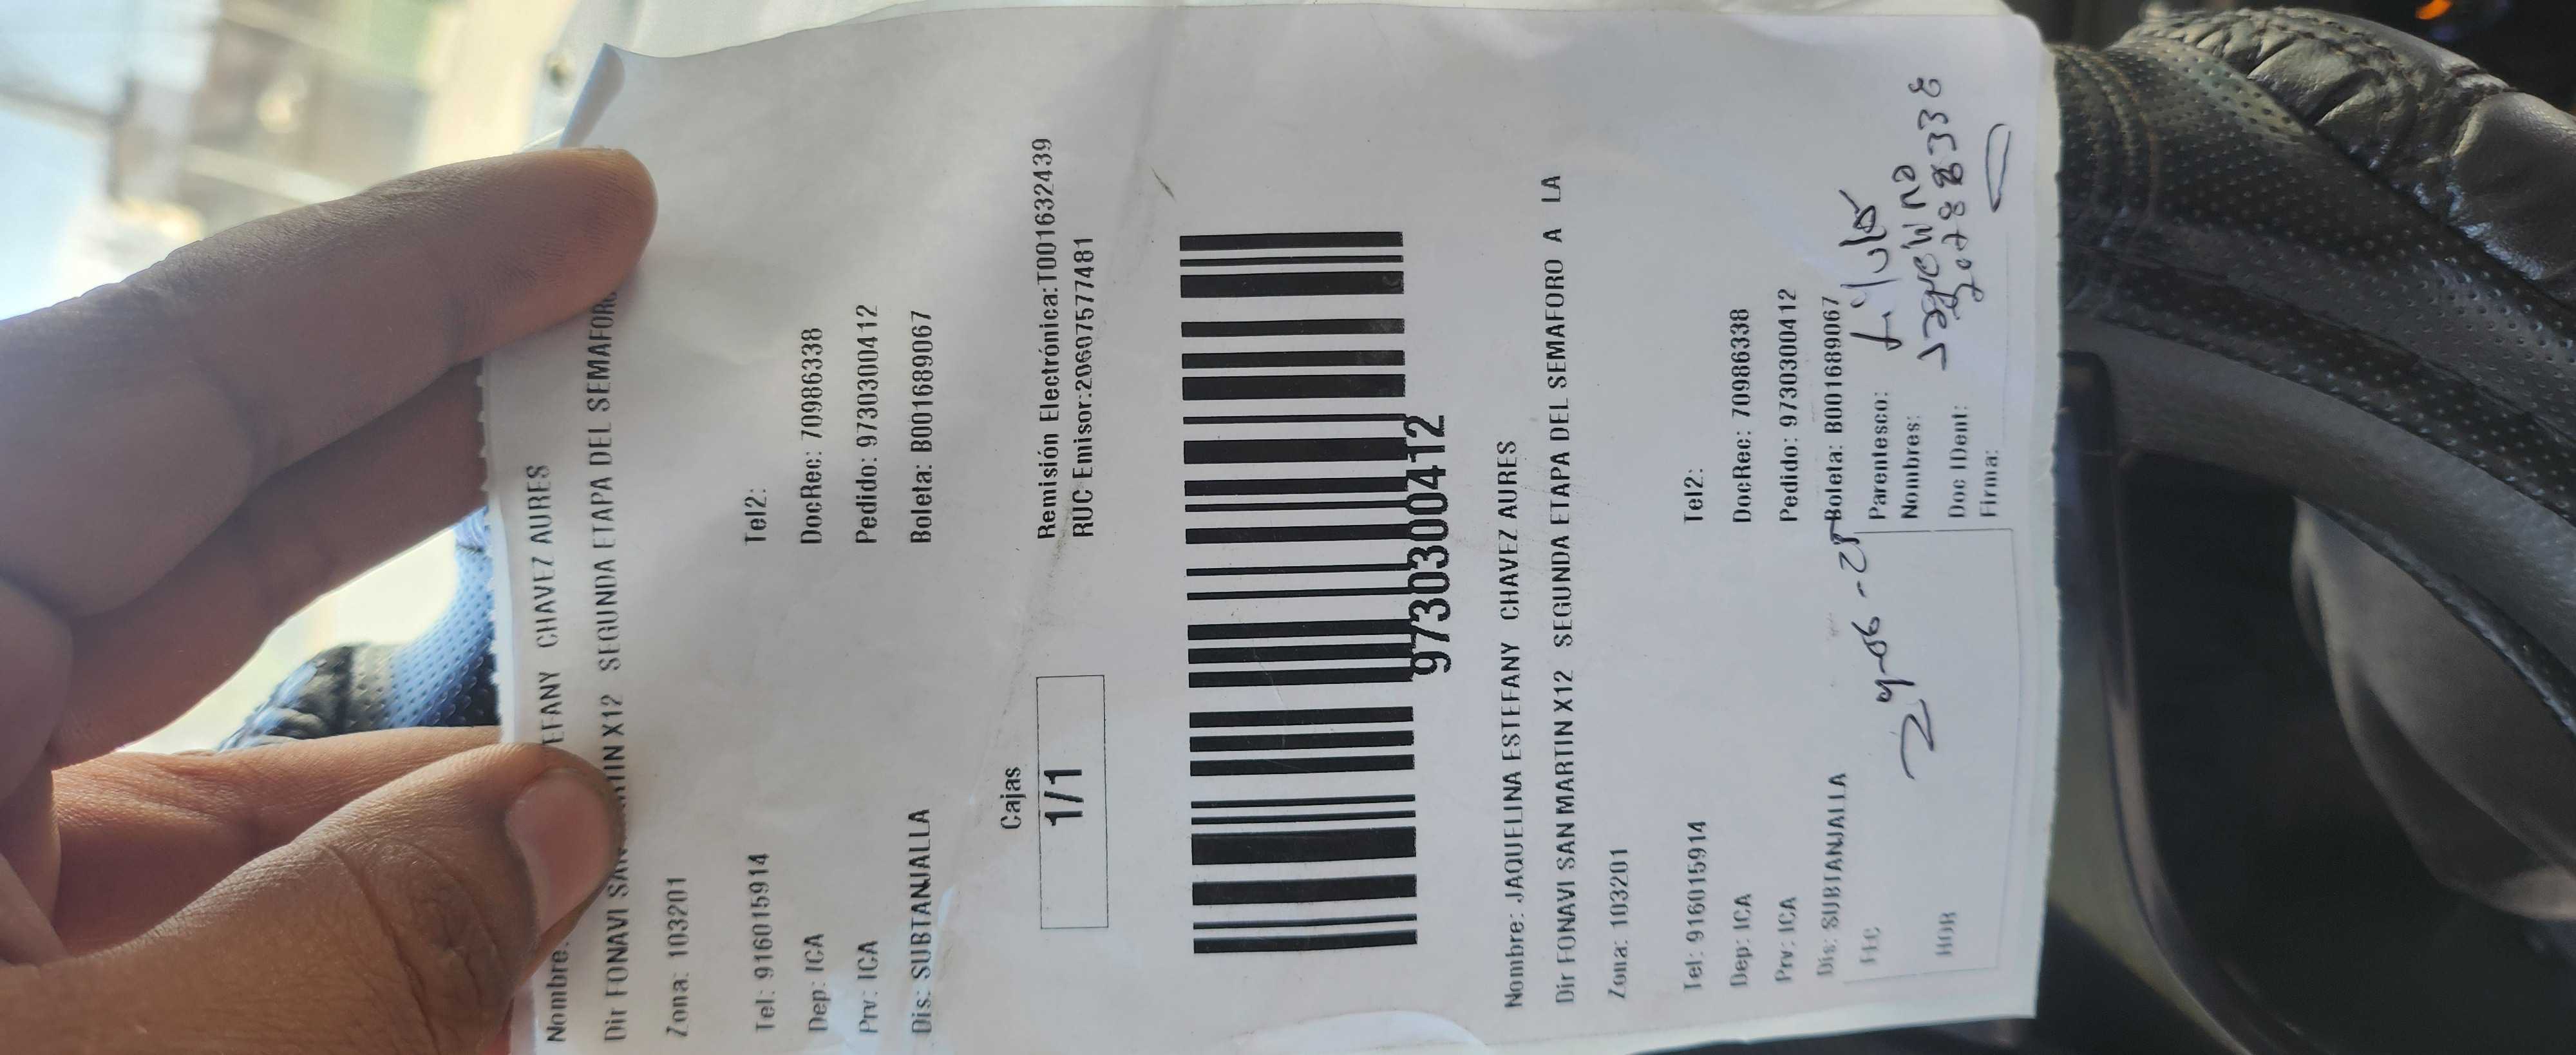 Nombre: EFANY CHAVEZ AURES
Dir FONAVI SAN MARTIN X12 SEGUNDA ETAPA DEL SEMAFORO
Zona: 103201
Tel: 916015914 Tel2:
Dep: ICA DocRec: 70986338
Prv: ICA Pedido: 9730300412
Dis: SUBTANJALLA Boleta: B001689067
Cajas
1/1
Remisión Electrónica: T001632439
RUC Emisor: 20607577481
9730300412
Nombre: JAQUELINA ESTEFANY CHAVEZ AURES
Dir FONAVI SAN MARTIN X12 SEGUNDA ETAPA DEL SEMAFORO A LA
Zona: 103201
Tel: 916015914 Tel2:
Dep: ICA DocRec: 70986338
Prv: ICA Pedido: 9730300412
Dis: SUBTANJALLA Boleta: B001689067
FEC 24-06-25 Parentesco:
Nombres:
HOR Doc IDent:
Firma: